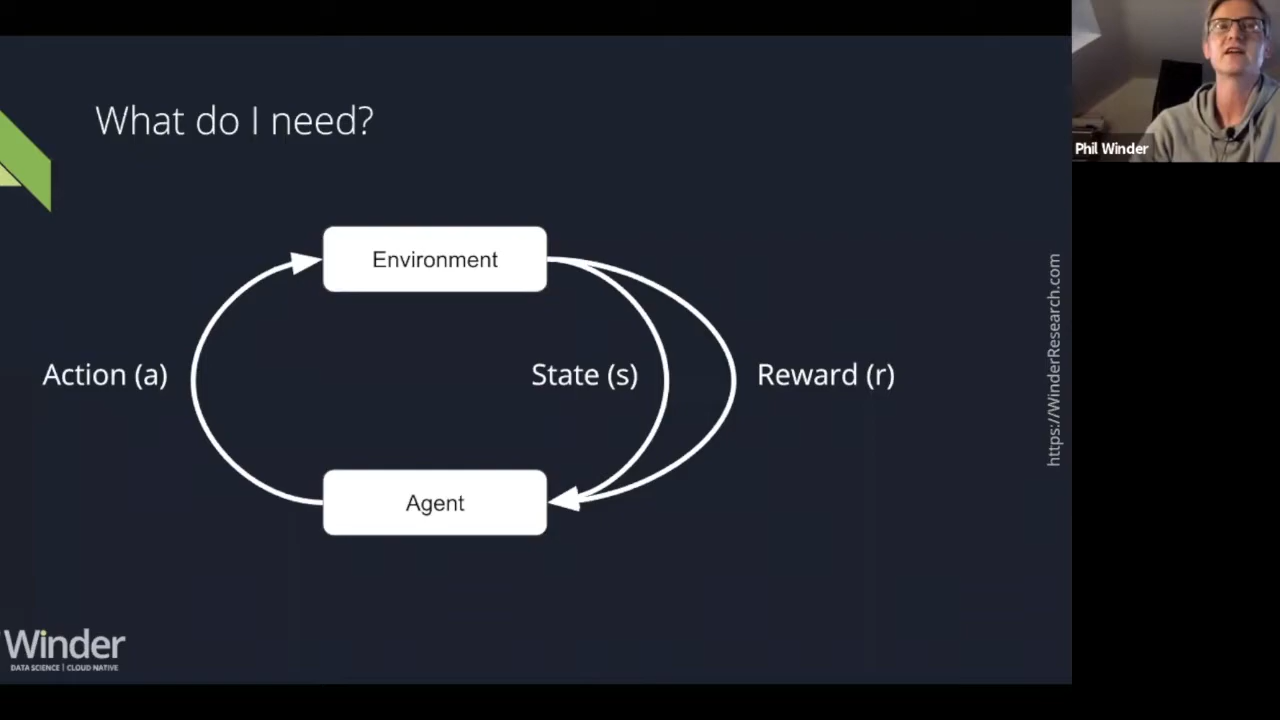 What do I need?
Phil Winder
Environment
Action (a)
State (s)
Reward (r)
https://WinderResearch.com
Agent
Winder
DATA SCIENCE | CLOUD NATIVE